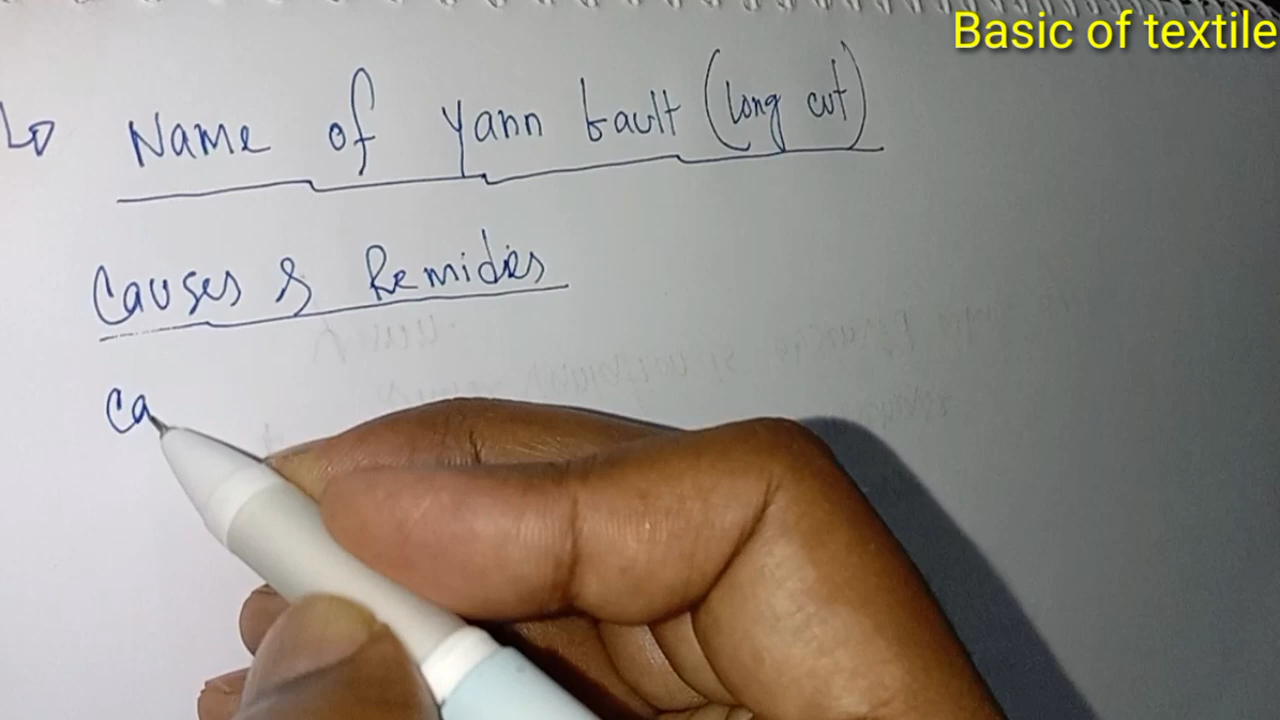 Basic of textile
Name of Yarn fault (long cut)
Causes & Remidies
Ca